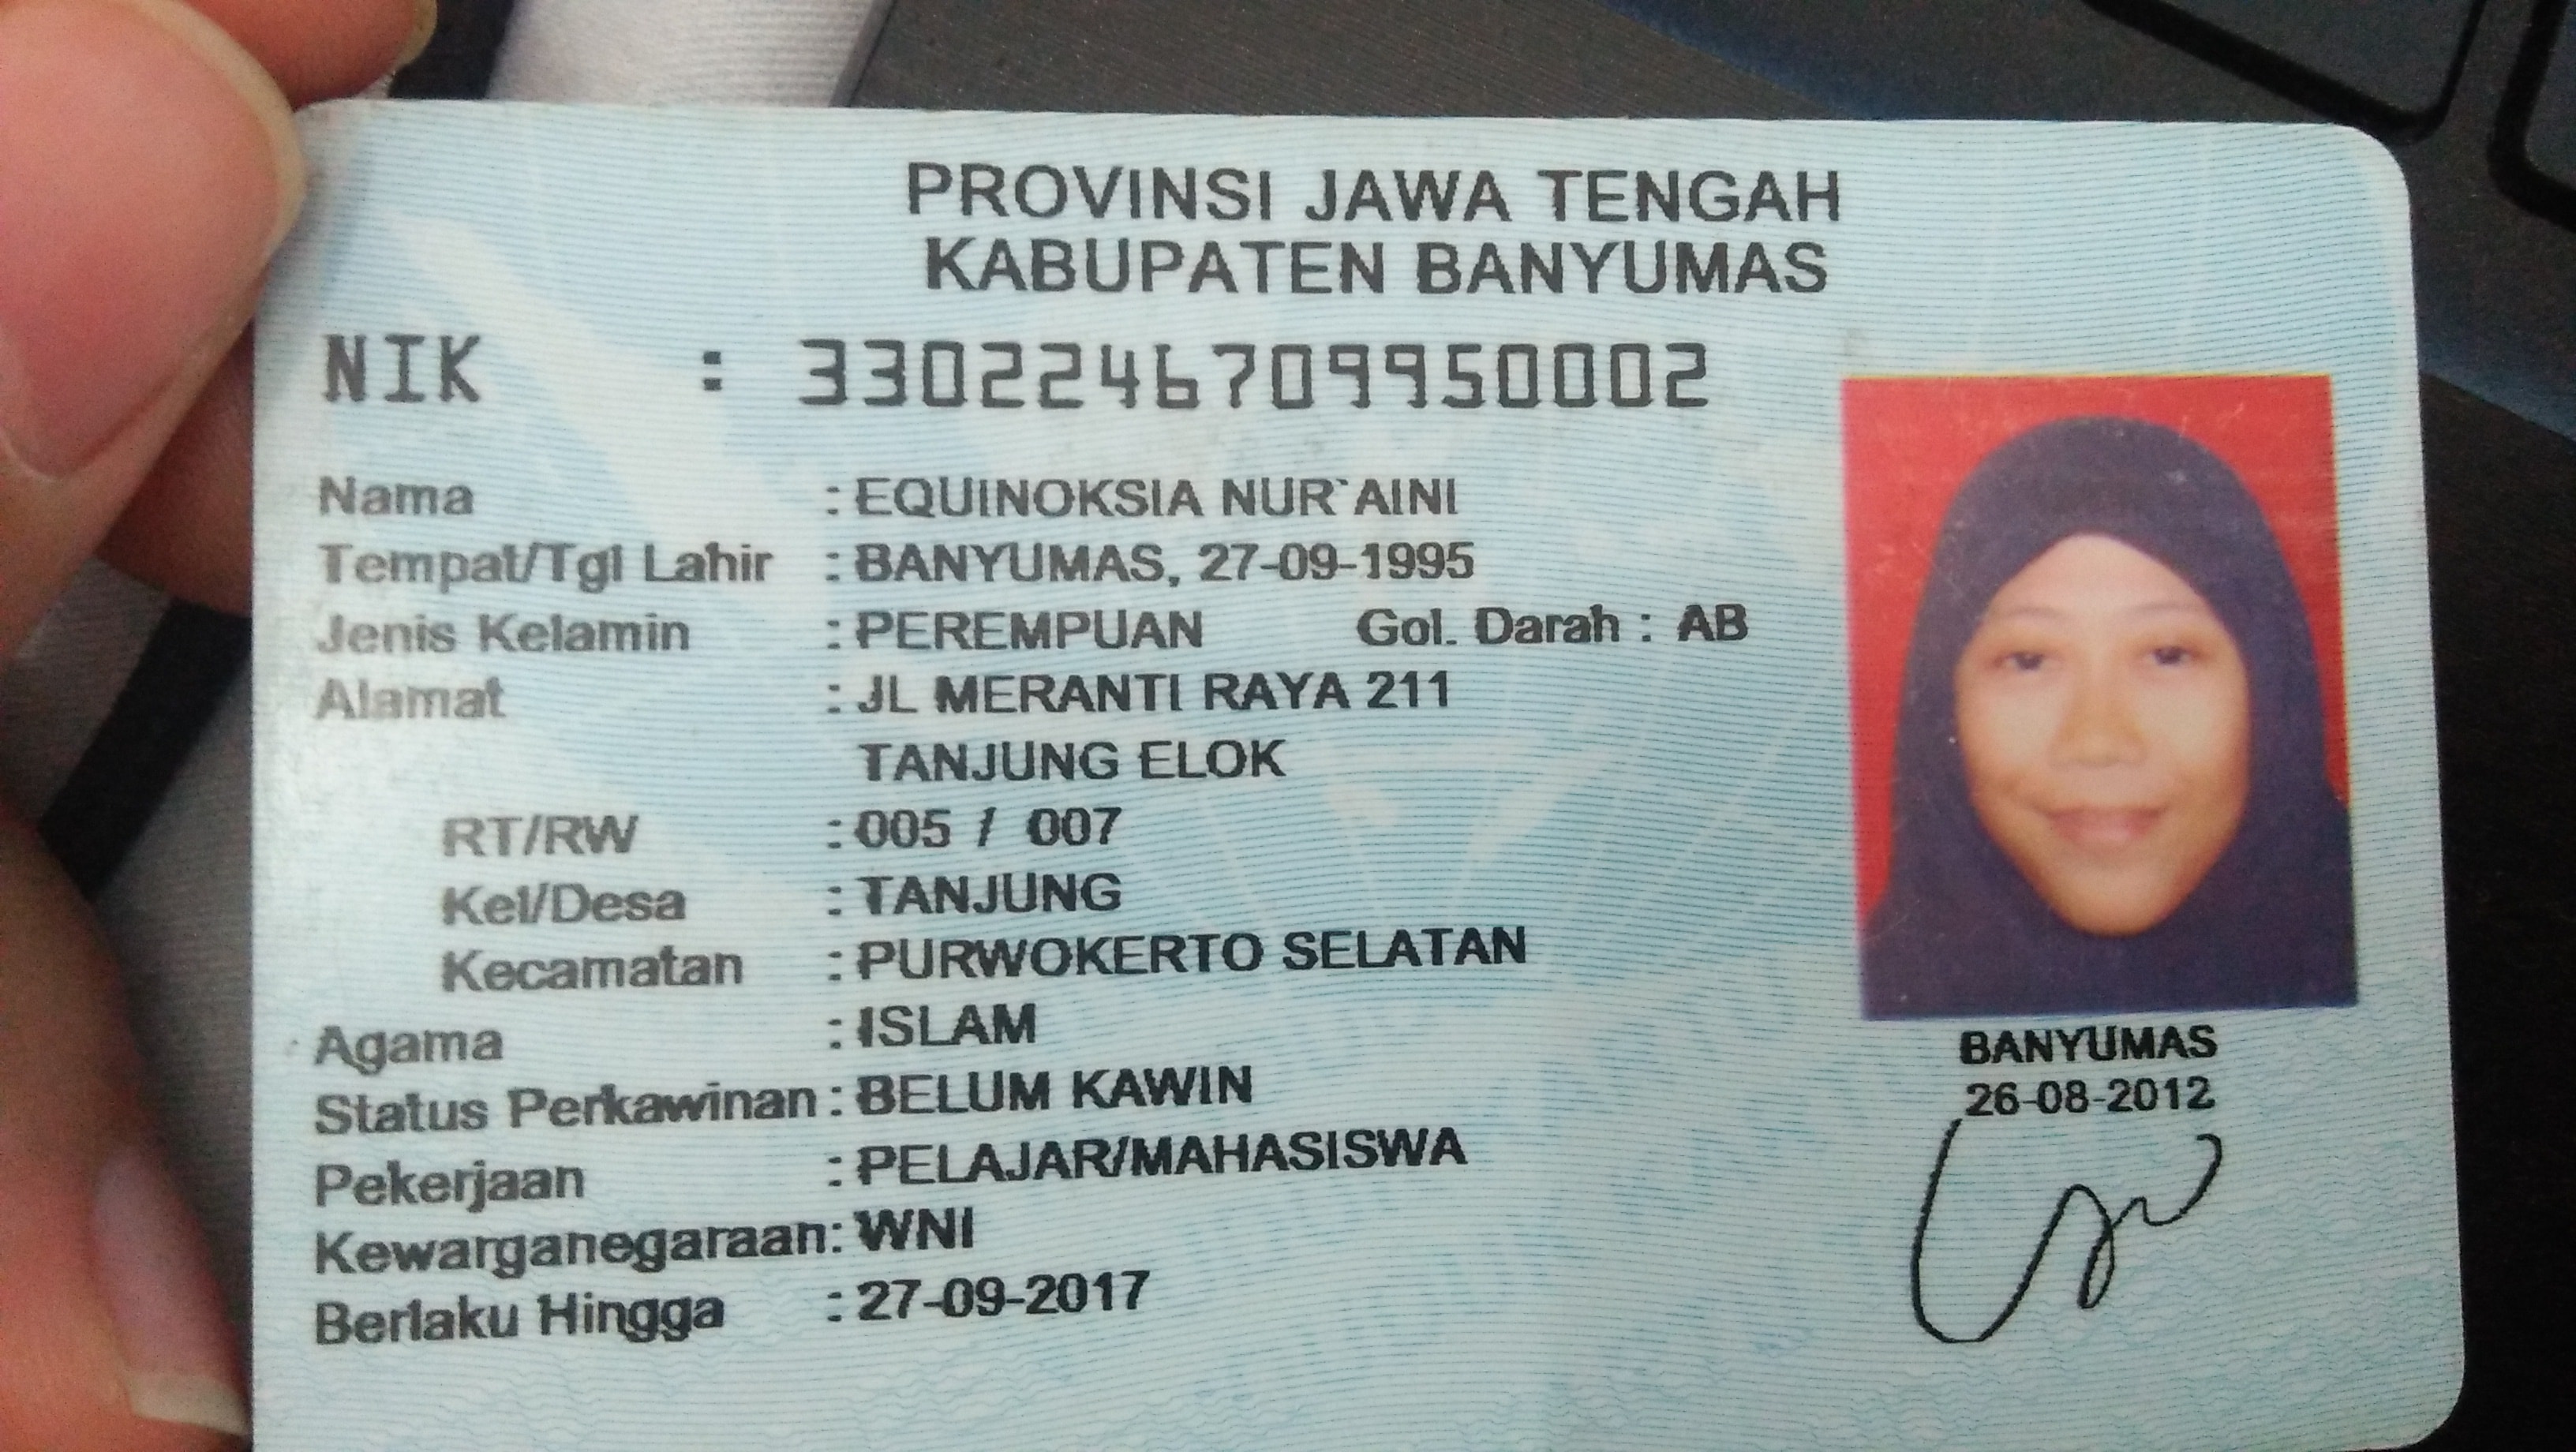 PROVINSI JAWA TENGAH
KABUPATEN BANYUMAS
NIK : 3302246709950002
Nama : EQUINOKSIA NUR`AINI
Tempat/Tgl Lahir : BANYUMAS, 27-09-1995
Jenis Kelamin : PEREMPUAN Gol. Darah : AB
Alamat : JL MERANTI RAYA 211
TANJUNG ELOK
RT/RW : 005 / 007
Kel/Desa : TANJUNG
Kecamatan : PURWOKERTO SELATAN
Agama : ISLAM
Status Perkawinan : BELUM KAWIN
Pekerjaan : PELAJAR/MAHASISWA
Kewarganegaraan: WNI
Berlaku Hingga : 27-09-2017
BANYUMAS
26-08-2012